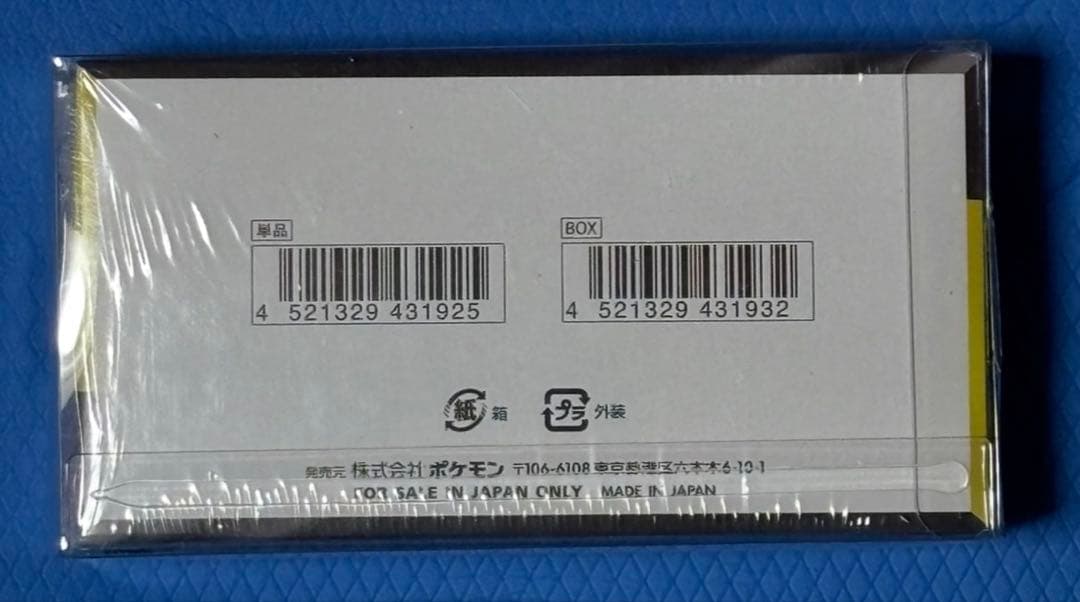 単品
BOX
4 521329 431925
4 521329 431932
紙 箱
プラ 外装
発売元 株式会社 ポケモン 〒106-6108 東京都港区六本木6-10-1
FOR SALE IN JAPAN ONLY MADE IN JAPAN